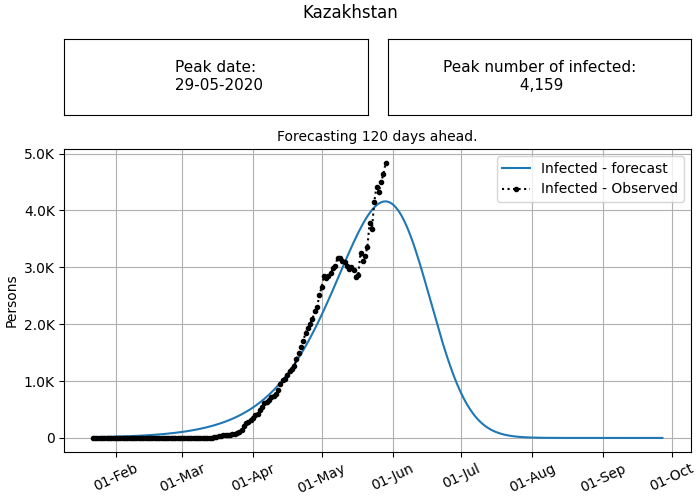 Kazakhstan
Peak date:
29-05-2020
Peak number of infected:
4,159
Forecasting 120 days ahead.
Infected - forecast
Infected - Observed
5.0K
4.0K
3.0K
2.0K
1.0K
0
Persons
01-Feb
01-Mar
01-Apr
01-May
01-Jun
01-Jul
01-Aug
01-Sep
01-Oct